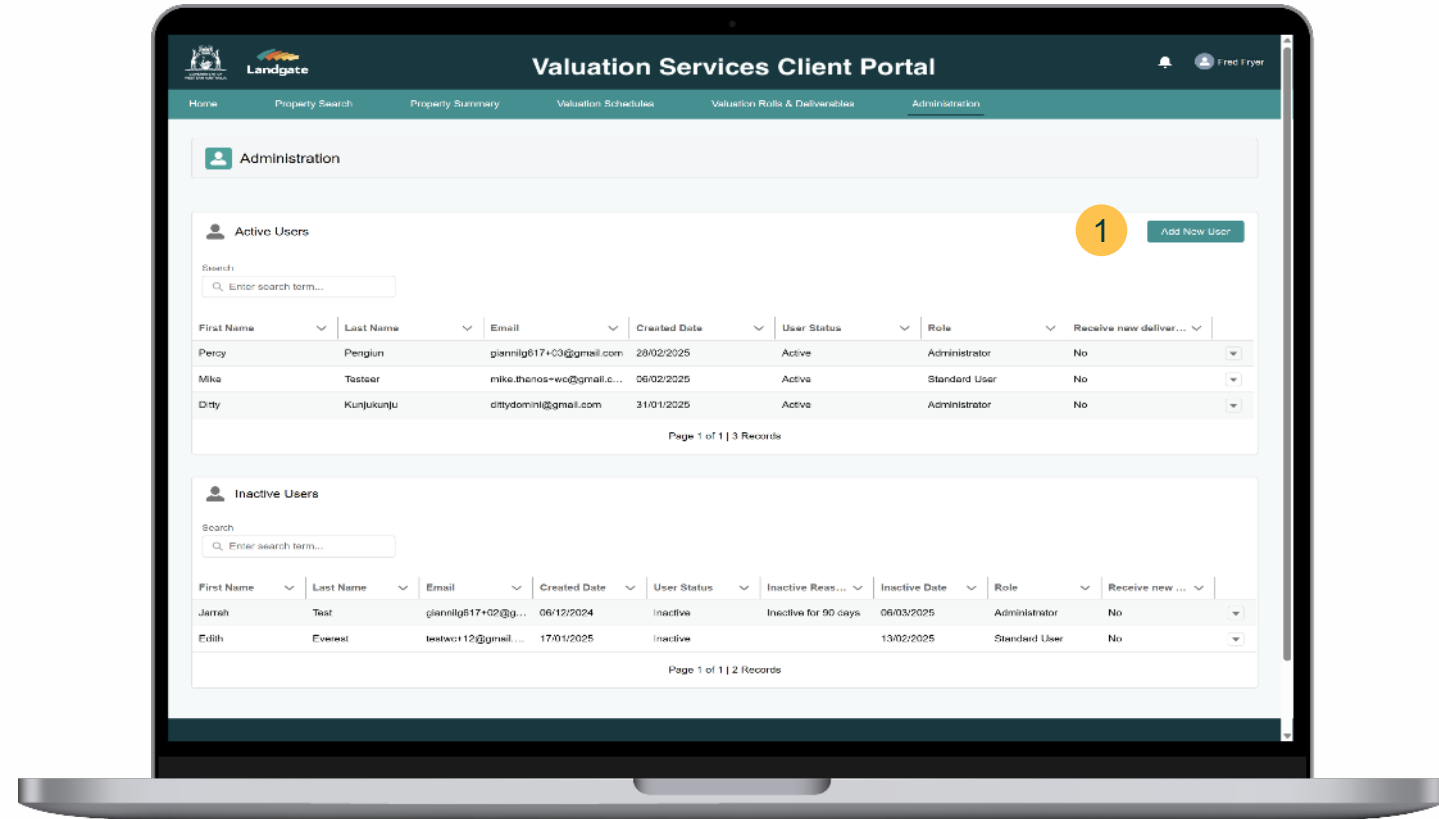 GOVERNMENT OF
WESTERN AUSTRALIA
Landgate
Valuation Services Client Portal
Fred Fryer
Home Property Search Property Summary Valuation Schedules Valuation Rolls & Deliverables Administration
Administration
Active Users
1
Add New User
Search
Enter search term...
First Name Last Name Email Created Date User Status Role Receive new deliver...
Percy Pengiun giannilg617+03@gmail.com 28/02/2025 Active Administrator No
Mike Testeer mike.thanos+wc@gmail.c... 06/02/2025 Active Standard User No
Ditty Kunjukunju dittydomini@gmail.com 31/01/2025 Active Administrator No
Page 1 of 1 | 3 Records
Inactive Users
Search
Enter search term...
First Name Last Name Email Created Date User Status Inactive Reas... Inactive Date Role Receive new ...
Jarrah Test giannilg617+02@g... 06/12/2024 Inactive Inactive for 90 days 06/03/2025 Administrator No
Edith Everest testwc+12@gmail.... 17/01/2025 Inactive 13/02/2025 Standard User No
Page 1 of 1 | 2 Records